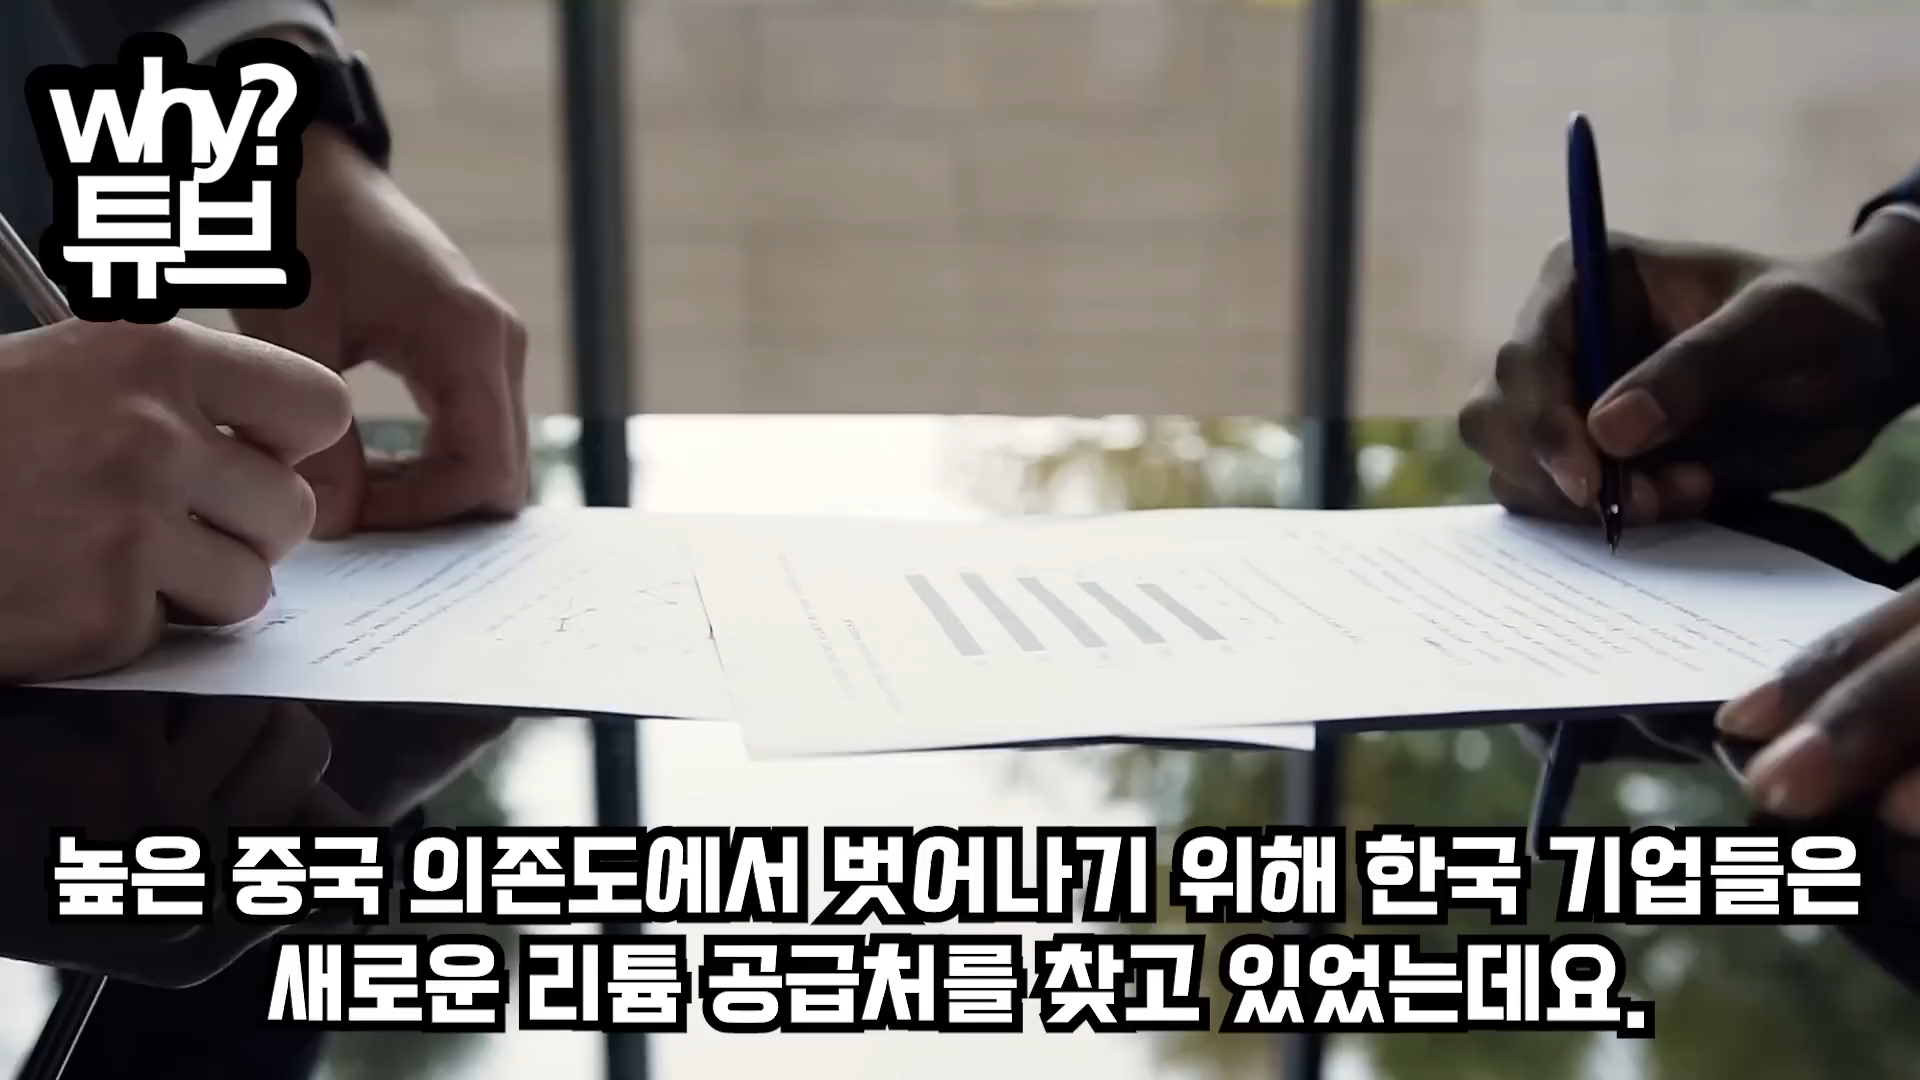 why?
튜브
높은 중국 의존도에서 벗어나기 위해 한국 기업들은
새로운 리튬 공급처를 찾고 있었는데요.